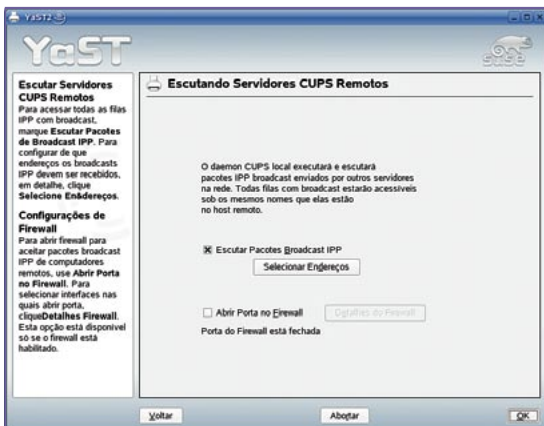 YaST2
YaST
SUSE
Escutar Servidores
CUPS Remotos
Para acessar todas as filas
IPP com broadcast,
marque Escutar Pacotes
de Broadcast IPP. Para
configurar de que
endereços os broadcasts
IPP devem ser recebidos,
em detalhe, clique
Selecione En&dereços.
Configurações de
Firewall
Para abrir firewall para
aceitar pacotes broadcast
IPP de computadores
remotos, use Abrir Porta
no Firewall. Para
selecionar interfaces nas
quais abrir porta,
cliqueDetalhes Firewall.
Esta opção está disponível
só se o firewall está
habilitado.
Escutando Servidores CUPS Remotos
O daemon CUPS local executará e escutará
pacotes IPP broadcast enviados por outros servidores
na rede. Todas filas com broadcast estarão acessíveis
sob os mesmos nomes que elas estão
no host remoto.
Escutar Pacotes Broadcast IPP
Selecionar Endereços
Abrir Porta no Firewall
Detalhes do Firewall
Porta do Firewall está fechada
Voltar
Abortar
OK